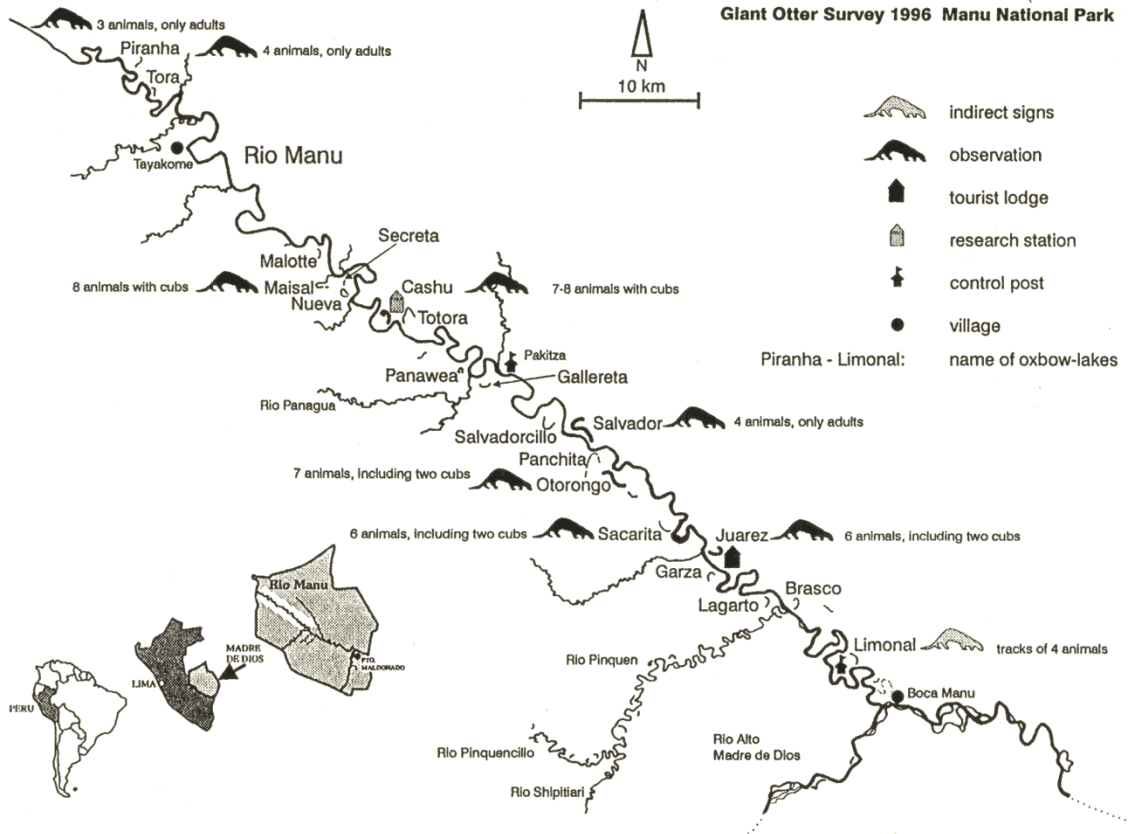 Giant Otter Survey 1996 Manu National Park
3 animals, only adults
Piranha
4 animals, only adults
Tora
N
10 km
indirect signs
observation
tourist lodge
research station
control post
village
Piranha - Limonal: name of oxbow-lakes
Tayakome
Rio Manu
Secreta
Malotte
8 animals with cubs
Maisal
Nueva
Cashu
7-8 animals with cubs
Totora
Pakitza
Panawea
Gallereta
Rio Panagua
Salvador
4 animals, only adults
Salvadorcillo
Panchita
7 animals, including two cubs
Otorongo
6 animals, including two cubs
Sacarita
Juarez
6 animals, including two cubs
Garza
Lagarto
Brasco
Limonal
tracks of 4 animals
Rio Pinquen
Boca Manu
Rio Pinquencillo
Rio Alto
Madre de Dios
Rio Shipitiari
Rio Manu
MADRE
DE DIOS
PTO.
MALDONADO
LIMA
PERU